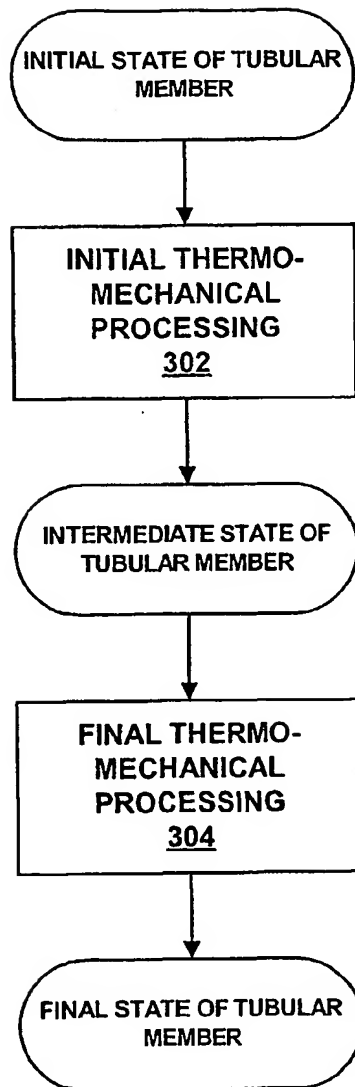 INITIAL STATE OF TUBULAR
MEMBER
INITIAL THERMO-
MECHANICAL
PROCESSING
302
INTERMEDIATE STATE OF
TUBULAR MEMBER
FINAL THERMO-
MECHANICAL
PROCESSING
304
FINAL STATE OF TUBULAR
MEMBER